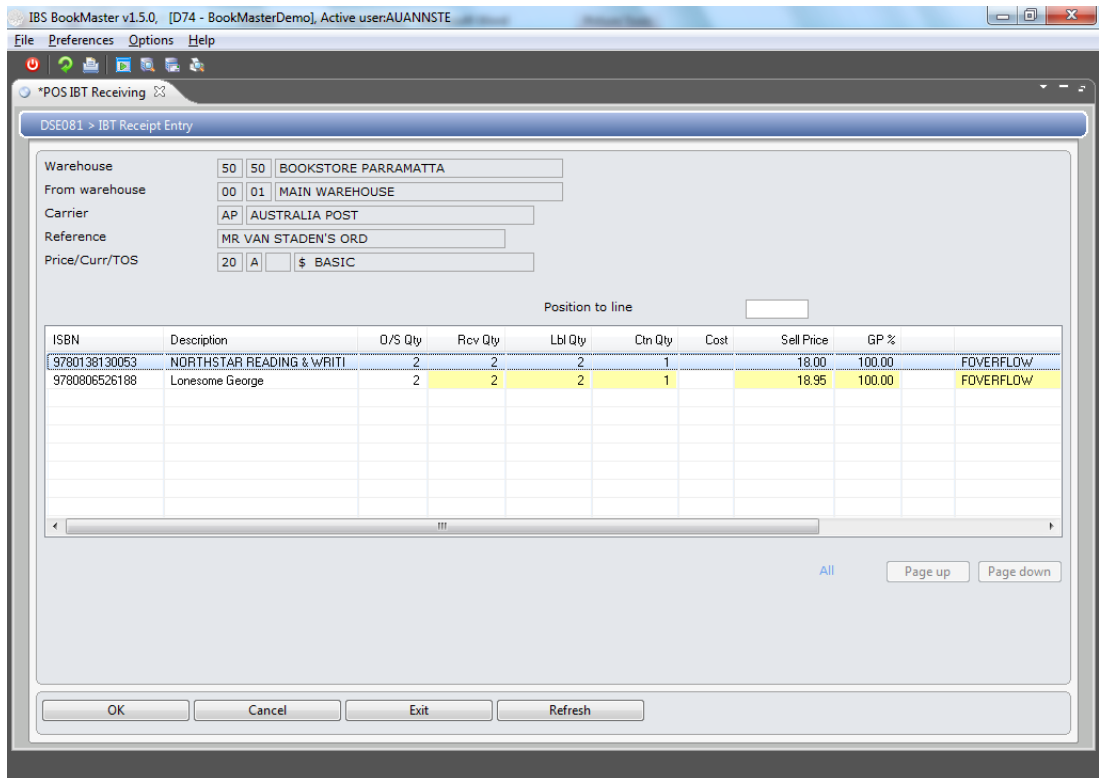 IBS BookMaster v1.5.0, [D74 - BookMasterDemo], Active user:AUANNSTE
File Preferences Options Help
*POS IBT Receiving
DSE081 > IBT Receipt Entry
Warehouse 50 50 BOOKSTORE PARRAMATTA
From warehouse 00 01 MAIN WAREHOUSE
Carrier AP AUSTRALIA POST
Reference MR VAN STADEN'S ORD
Price/Curr/TOS 20 A $ BASIC
Position to line
ISBN Description O/S Qty Rcv Qty Lbl Qty Ctn Qty Cost Sell Price GP %
9780138130053 NORTHSTAR READING & WRITI 2 2 2 1 18.00 100.00 FOVERFLOW
9780806526188 Lonesome George 2 2 2 1 18.95 100.00 FOVERFLOW
All Page up Page down
OK Cancel Exit Refresh